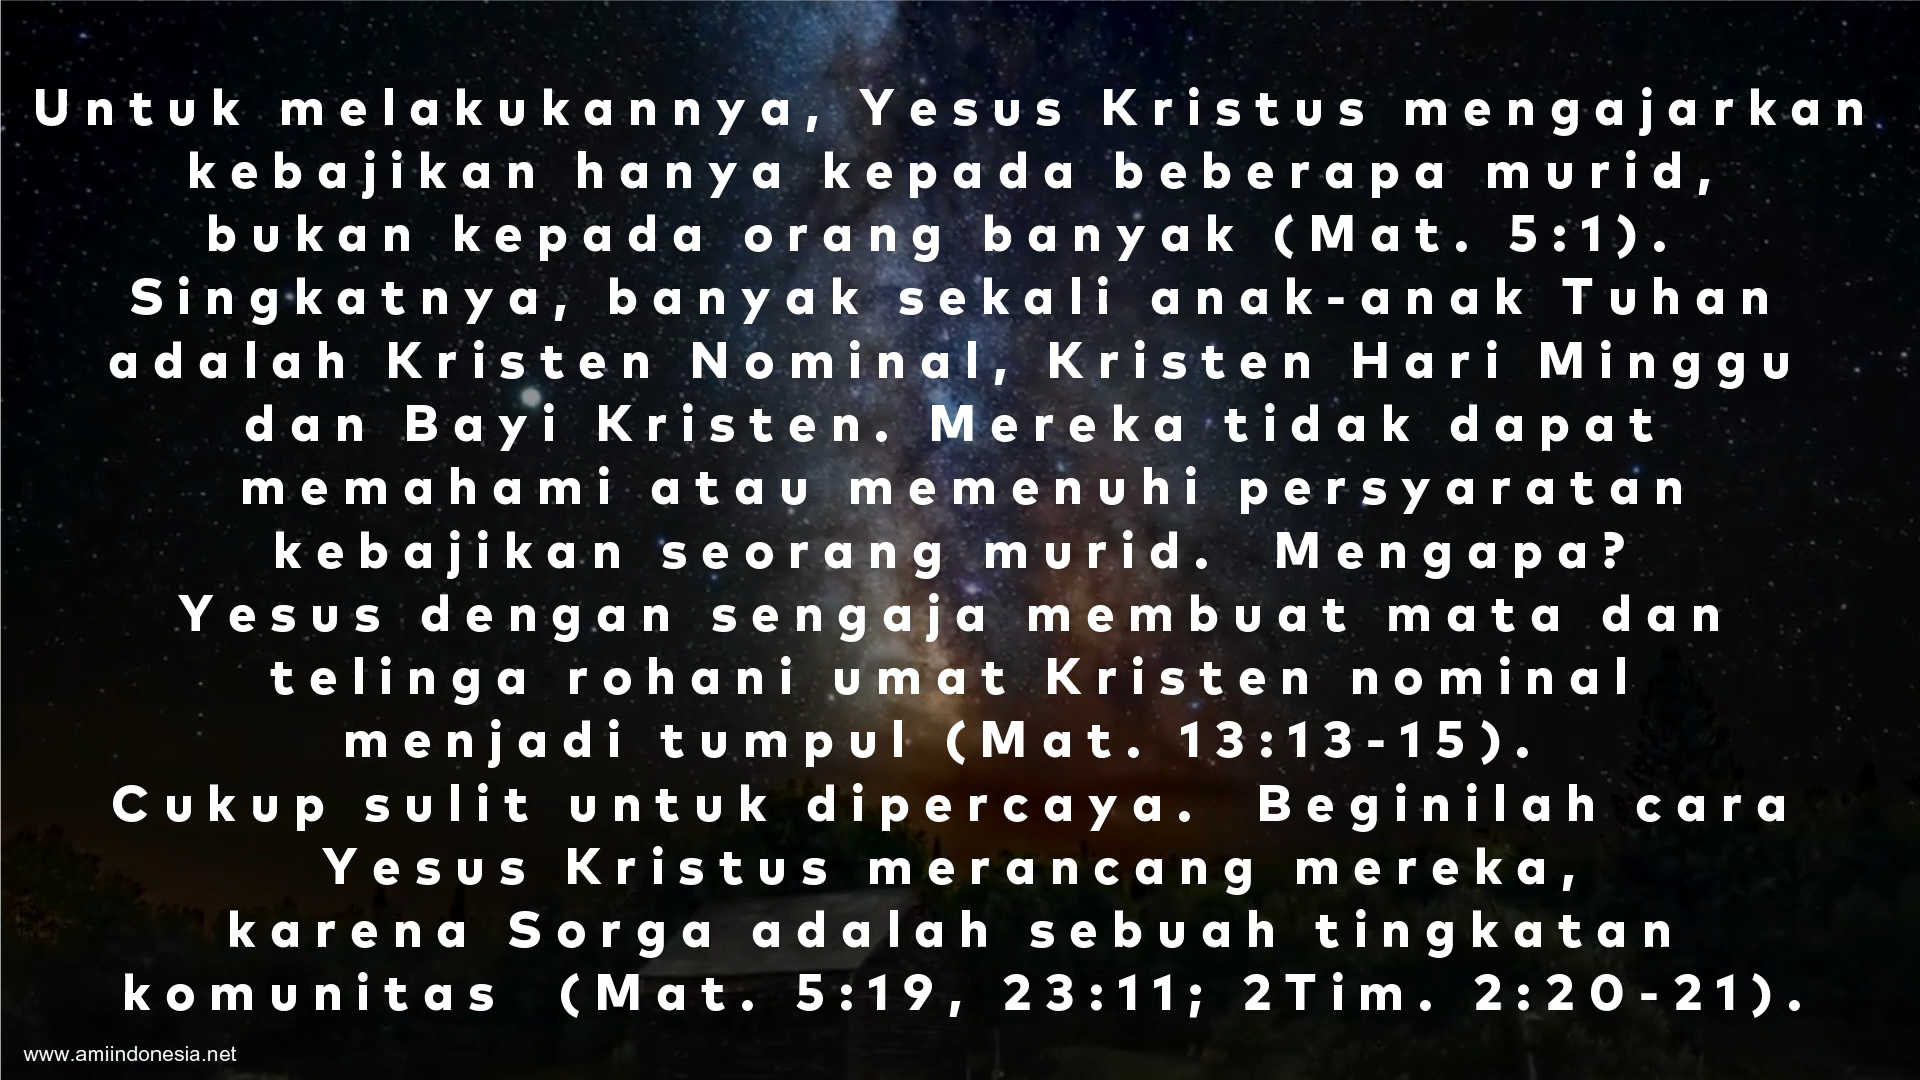 Untuk melakukannya, Yesus Kristus mengajarkan
kebajikan hanya kepada beberapa murid,
bukan kepada orang banyak (Mat. 5:1).
Singkatnya, banyak sekali anak-anak Tuhan
adalah Kristen Nominal, Kristen Hari Minggu
dan Bayi Kristen. Mereka tidak dapat
memahami atau memenuhi persyaratan
kebajikan seorang murid. Mengapa?
Yesus dengan sengaja membuat mata dan
telinga rohani umat Kristen nominal
menjadi tumpul (Mat. 13:13-15).
Cukup sulit untuk dipercaya. Beginilah cara
Yesus Kristus merancang mereka,
karena Sorga adalah sebuah tingkatan
komunitas (Mat. 5:19, 23:11; 2Tim. 2:20-21).
www.amiindonesia.net